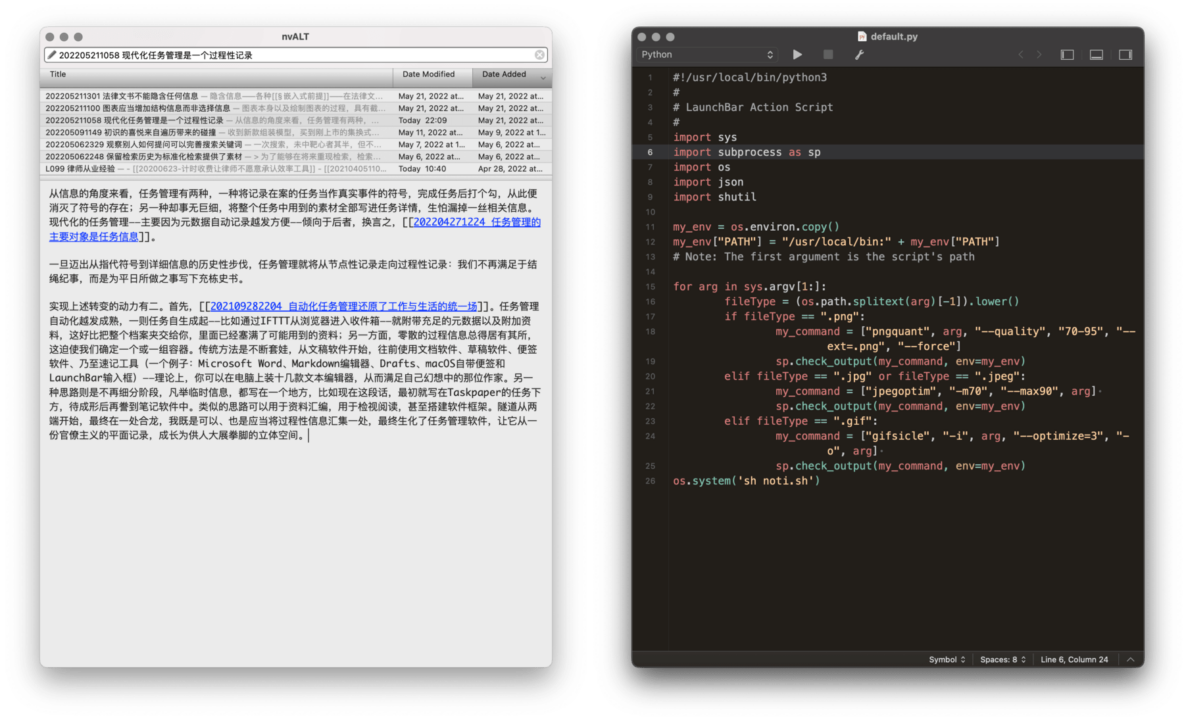 nvALT
202205211058 现代化任务管理是一个过程性记录
Title Date Modified Date Added
202205211301 法律文书不能隐含任何信息 — 隐含信息——各种[[§嵌入式前提]]——在法律文… May 21, 2022 at... May 21, 2022 at...
202205211100 图表应当增加结构信息而非选择信息 — 图表本身以及绘制图表的过程，具有截… May 21, 2022 at... May 21, 2022 at...
202205211058 现代化任务管理是一个过程性记录 — 从信息的角度来看，任务管理有两种，… Today 22:09 May 21, 2022 at...
202205091149 初识的喜悦来自遍历带来的碰撞 — 收到新款组装模型，买到刚上市的集换式… May 11, 2022 at... May 9, 2022 at 1...
202205062329 观察别人如何提问可以完善搜索关键词 — 一次搜索，未中靶心者其半，但不… May 7, 2022 at 1... May 6, 2022 at...
202205062248 保留检索历史为标准化检索提供了素材 — > 为了能够在将来重现检索，检索… May 6, 2022 at... May 6, 2022 at...
L099 律师从业经验 — - [[20200623-计时收费让律师不愿意承认效率工具]] - [[20210405110… Today 10:40 Apr 28, 2022 at...
从信息的角度来看，任务管理有两种，一种将记录在案的任务当作真实事件的符号，完成任务后打个勾，从此便
消灭了符号的存在；另一种却事无巨细，将整个任务中用到的素材全部写进任务详情，生怕漏掉一丝相关信息。
现代化的任务管理——主要因为元数据自动记录越发方便——倾向于后者，换言之，[[202204271224 任务管理的
主要对象是任务信息]]。
一旦迈出从指代符号到详细信息的历史性步伐，任务管理就将从节点性记录走向过程性记录：我们不再满足于结
绳纪事，而是为平日所做之事写下充栋史书。
实现上述转变的动力有二。首先，[[202109282204 自动化任务管理还原了工作与生活的统一场]]。任务管理
自动化越发成熟，一则任务自生成起——比如通过IFTTT从浏览器进入收件箱——就附带充足的元数据以及附加资
料，这好比把整个档案夹交给你，里面已经塞满了可能用到的资料；另一方面，零散的过程信息总得居有其所，
这迫使我们确定一个或一组容器。传统方法是不断套娃，从文稿软件开始，往前使用文档软件、草稿软件、便签
软件、乃至速记工具（一个例子：Microsoft Word、Markdown编辑器、Drafts、macOS自带便签和
LaunchBar输入框）——理论上，你可以在电脑上装十几款文本编辑器，从而满足自己幻想中的那位作家。另一
种思路则是不再细分阶段，凡举临时信息，都写在一个地方，比如现在这段话，最初就写在Taskpaper的任务下
方，待成形后再誊到笔记软件中。类似的思路可以用于资料汇编，用于检视阅读，甚至搭建软件框架。隧道从两
端开始，最终在一处合龙，我既是可以、也是应当将过程性信息汇集一处，最终生化了任务管理软件，让它从一
份官僚主义的平面记录，成长为供人大展拳脚的立体空间。
default.py
Python
1 #!/usr/local/bin/python3
2 #
3 # LaunchBar Action Script
4 #
5 import sys
6 import subprocess as sp
7 import os
8 import json
9 import shutil
10
11 my_env = os.environ.copy()
12 my_env["PATH"] = "/usr/local/bin:" + my_env["PATH"]
13 # Note: The first argument is the script's path
14
15 for arg in sys.argv[1:]:
16 fileType = (os.path.splitext(arg)[-1]).lower()
17 if fileType == ".png":
18 my_command = ["pngquant", arg, "--quality", "70-95", "--
ext=.png", "--force"]
19 sp.check_output(my_command, env=my_env)
20 elif fileType == ".jpg" or fileType == ".jpeg":
21 my_command = ["jpegoptim", "-m70", "--max90", arg]
22 sp.check_output(my_command, env=my_env)
23 elif fileType == ".gif":
24 my_command = ["gifsicle", "-i", arg, "--optimize=3", "-
o", arg]
25 sp.check_output(my_command, env=my_env)
26 os.system('sh noti.sh')
Symbol Spaces: 8 Line 6, Column 24